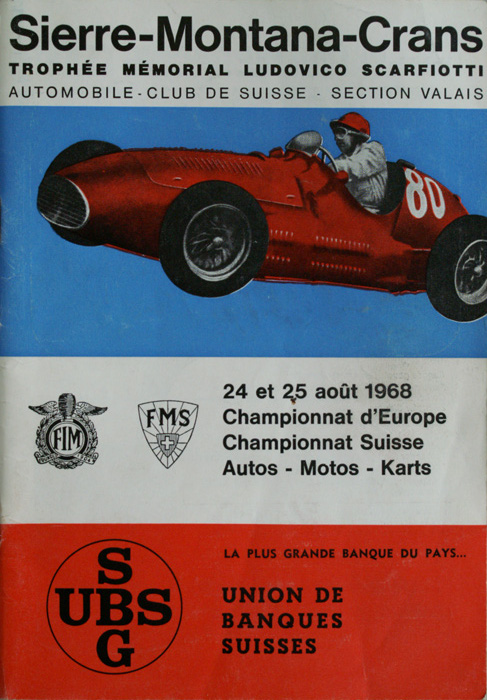 Sierre-Montana-Crans
TROPHÉE MÉMORIAL LUDOVICO SCARFIOTTI
AUTOMOBILE - CLUB DE SUISSE - SECTION VALAIS
80
24 et 25 août 1968
Championnat d'Europe
Championnat Suisse
Autos - Motos - Karts
FIM
FMS
LA PLUS GRANDE BANQUE DU PAYS...
S
UBS
B
G
UNION DE
BANQUES
SUISSES